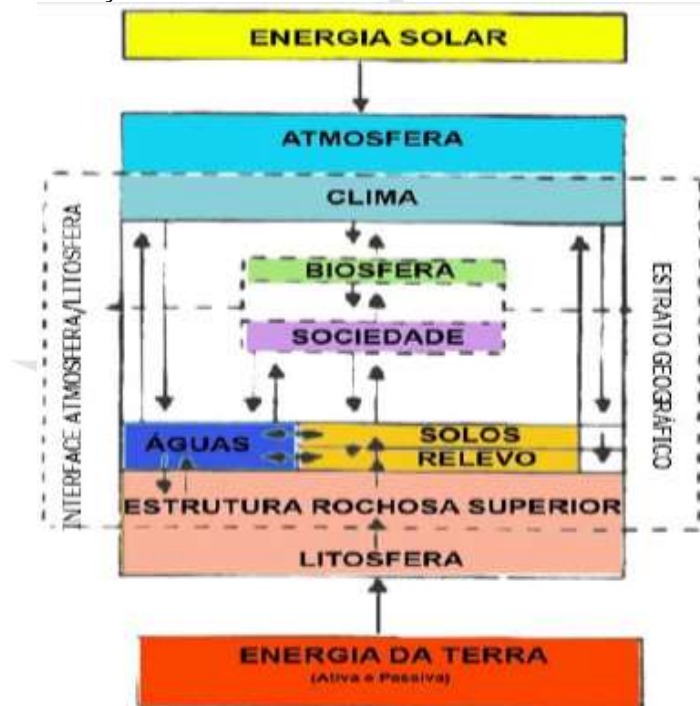 ENERGIA SOLAR
ATMOSFERA
CLIMA
BIOSFERA
SOCIEDADE
INTERFACE ATMOSFERA/LITOSFERA
ESTRATO GEOGRÁFICO
ÁGUAS
SOLOS
RELEVO
ESTRUTURA ROCHOSA SUPERIOR
LITOSFERA
ENERGIA DA TERRA
(Ativa e Passiva)